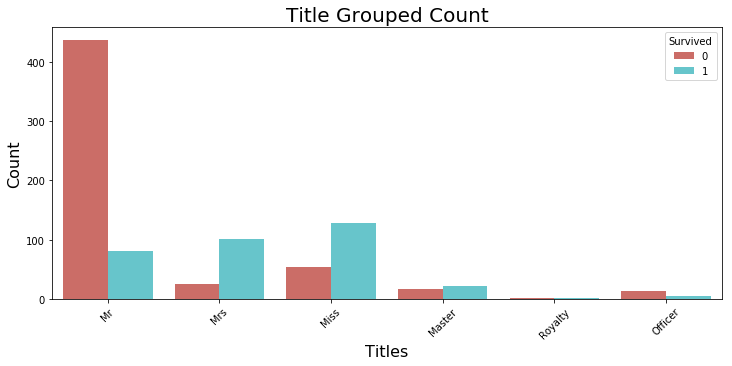 Title Grouped Count
Survived
0
1
Count
400
300
200
100
0
Mr
Mrs
Miss
Master
Royalty
Officer
Titles